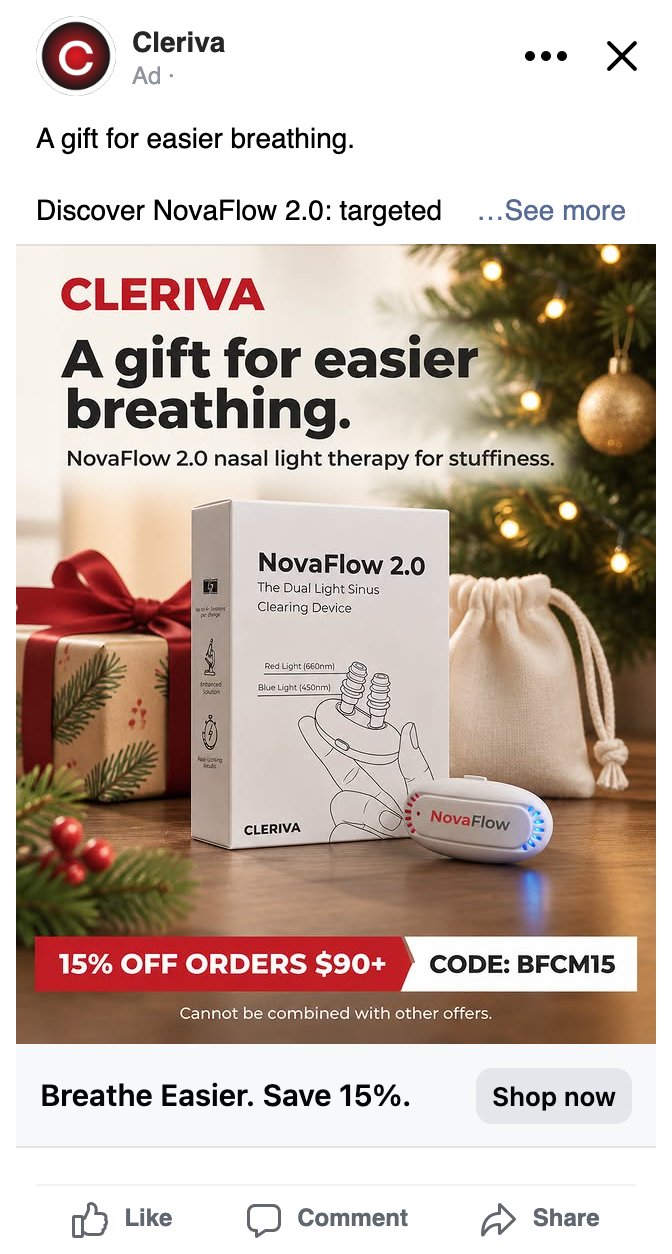 C
Cleriva
Ad ·
A gift for easier breathing.
Discover NovaFlow 2.0: targeted ...See more
CLERIVA
A gift for easier
breathing.
NovaFlow 2.0 nasal light therapy for stuffiness.
NovaFlow 2.0
The Dual Light Sinus
Clearing Device
Red Light (660nm)
Blue Light (450nm)
per charge
Enhanced
Solution
Results
CLERIVA
NovaFlow
15% OFF ORDERS $90+
CODE: BFCM15
Cannot be combined with other offers.
Breathe Easier. Save 15%.
Shop now
Like
Comment
Share